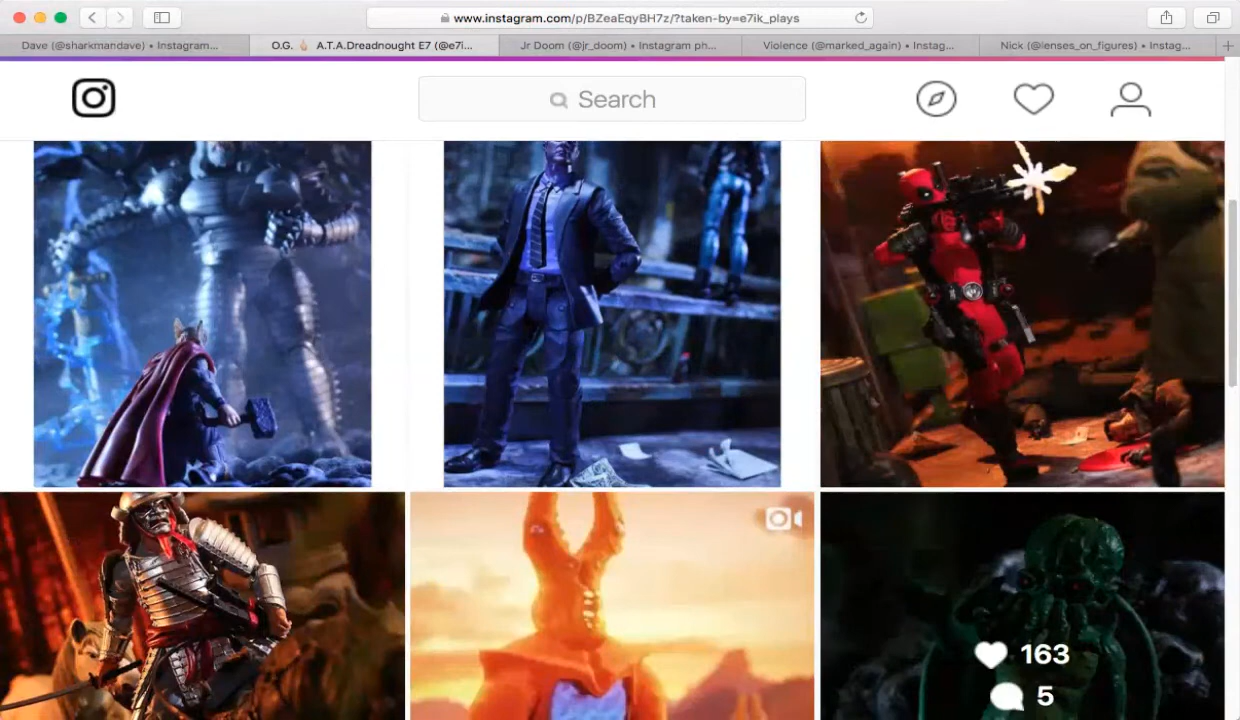 www.instagram.com/p/BZeaEqyBH7z/?taken-by=e7ik_plays
Dave (@sharkmandave) • Instagram...
O.G. 👌🏻 A.T.A.Dreadnought E7 (@e7i...
Jr Doom (@jr_doom) • Instagram ph...
Violence (@marked_again) • Instag...
Nick (@lenses_on_figures) • Instag...
Search
163
5